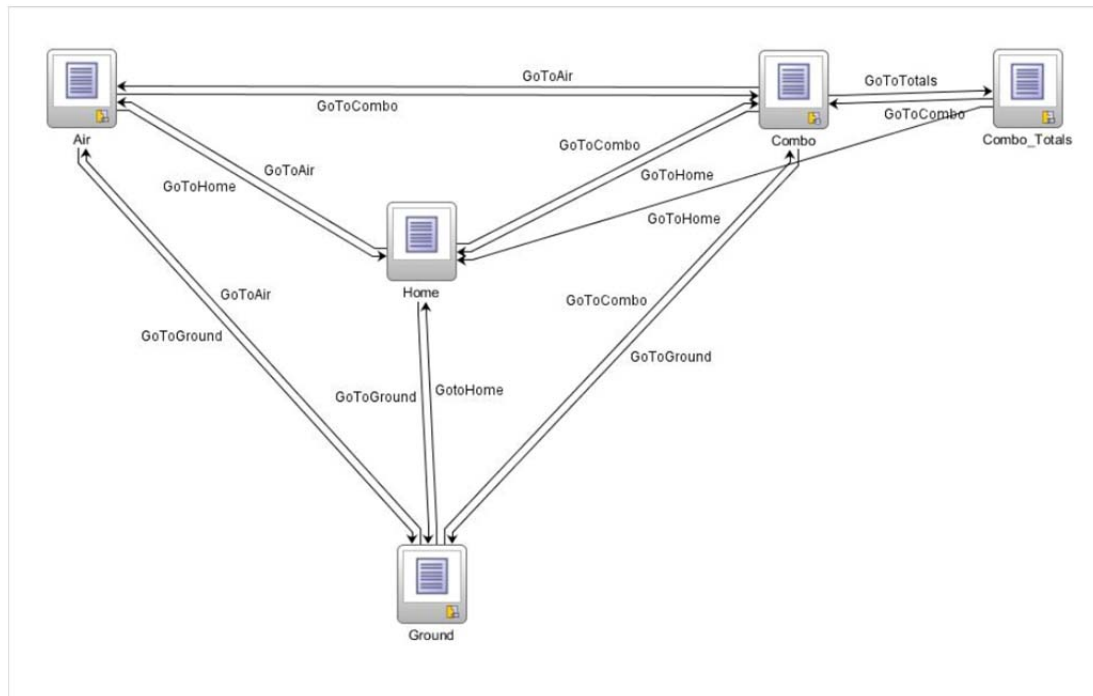 GoToAir
GoToTotals
GoToCombo
GoToCombo
Air
Combo
Combo_Totals
GoToCombo
GoToAir
GoToHome
GoToHome
GoToHome
Home
GoToAir
GoToCombo
GoToGround
GoToGround
GoToGround
GotoHome
Ground